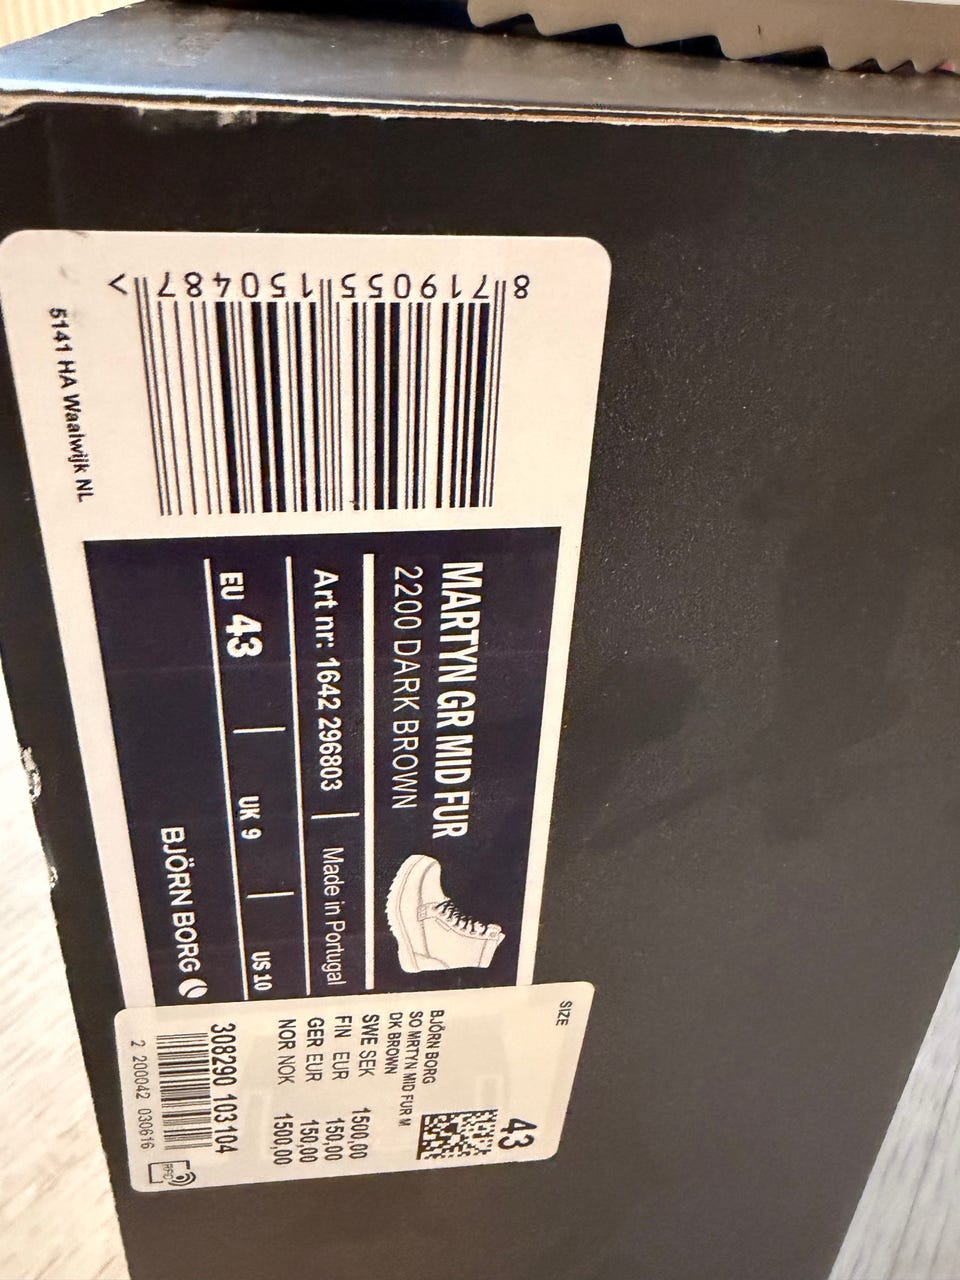 8719055150487 >
5141 HA Waalwijk NL
MARTYN GR MID FUR
2200 DARK BROWN
Art nr: 1642 296803 | Made in Portugal
EU 43 | UK 9 | US 10
BJÖRN BORG
SIZE 43
BJÖRN BORG
SO MRTYN MID FUR M
DK BROWN
SWE SEK 1500,00
FIN EUR 150,00
GER EUR 150,00
NOR NOK 1500,00
308290 103104
2 200042 030616
RFID